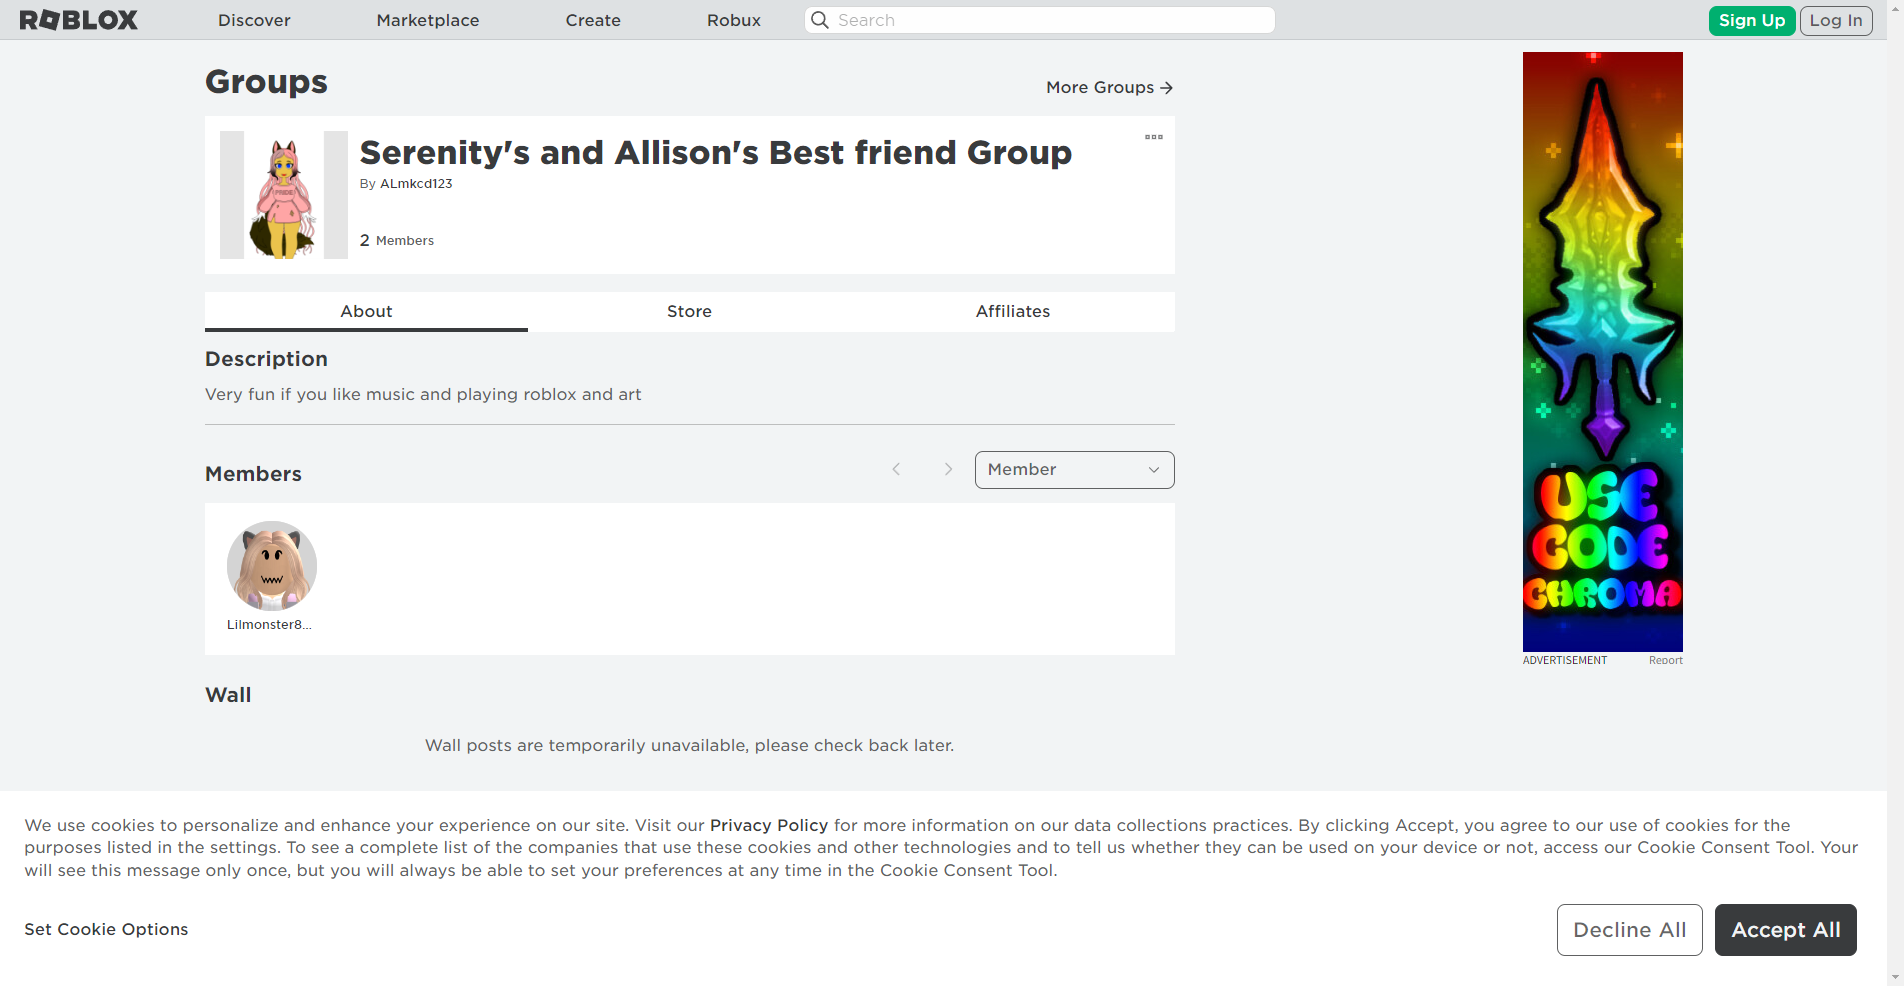 ROBLOX
Discover
Marketplace
Create
Robux
Search
Sign Up
Log In
Groups
More Groups
PRIDE
Serenity's and Allison's Best friend Group
By ALmkcd123
2 Members
About
Store
Affiliates
Description
Very fun if you like music and playing roblox and art
Members
Member
Lilmonster8...
Wall
Wall posts are temporarily unavailable, please check back later.
USE
CODE
CHROMA
ADVERTISEMENT
Report
We use cookies to personalize and enhance your experience on our site. Visit our Privacy Policy for more information on our data collections practices. By clicking Accept, you agree to our use of cookies for the
purposes listed in the settings. To see a complete list of the companies that use these cookies and other technologies and to tell us whether they can be used on your device or not, access our Cookie Consent Tool. Your
will see this message only once, but you will always be able to set your preferences at any time in the Cookie Consent Tool.
Set Cookie Options
Decline All
Accept All